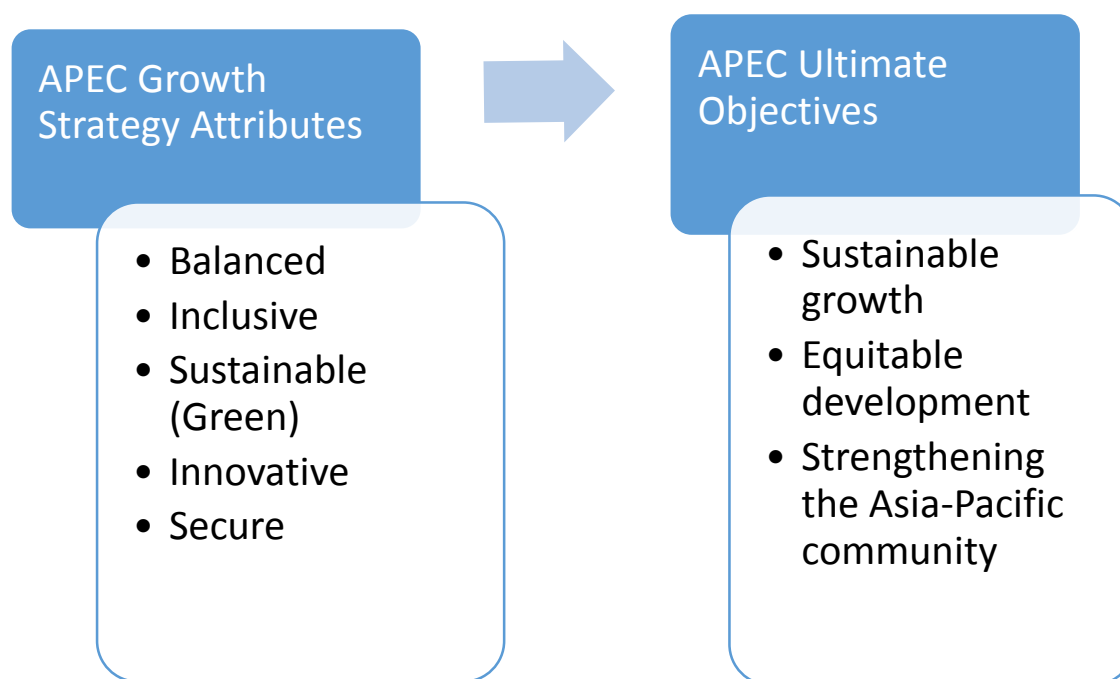 APEC Growth
Strategy Attributes
• Balanced
• Inclusive
• Sustainable
(Green)
• Innovative
• Secure
APEC Ultimate
Objectives
• Sustainable
growth
• Equitable
development
• Strengthening
the Asia-Pacific
community